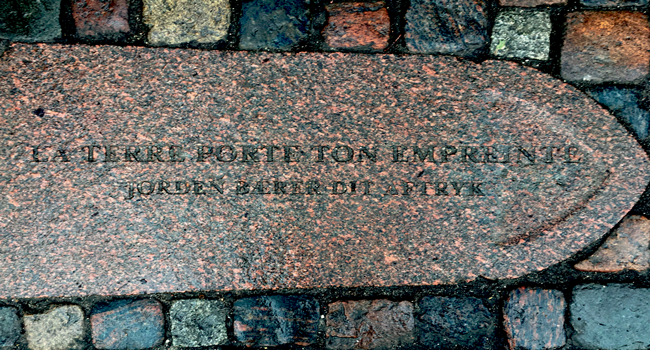 LA TERRE PORTE TON EMPREINTE
JORDEN BÆRER DIT AFTRYK